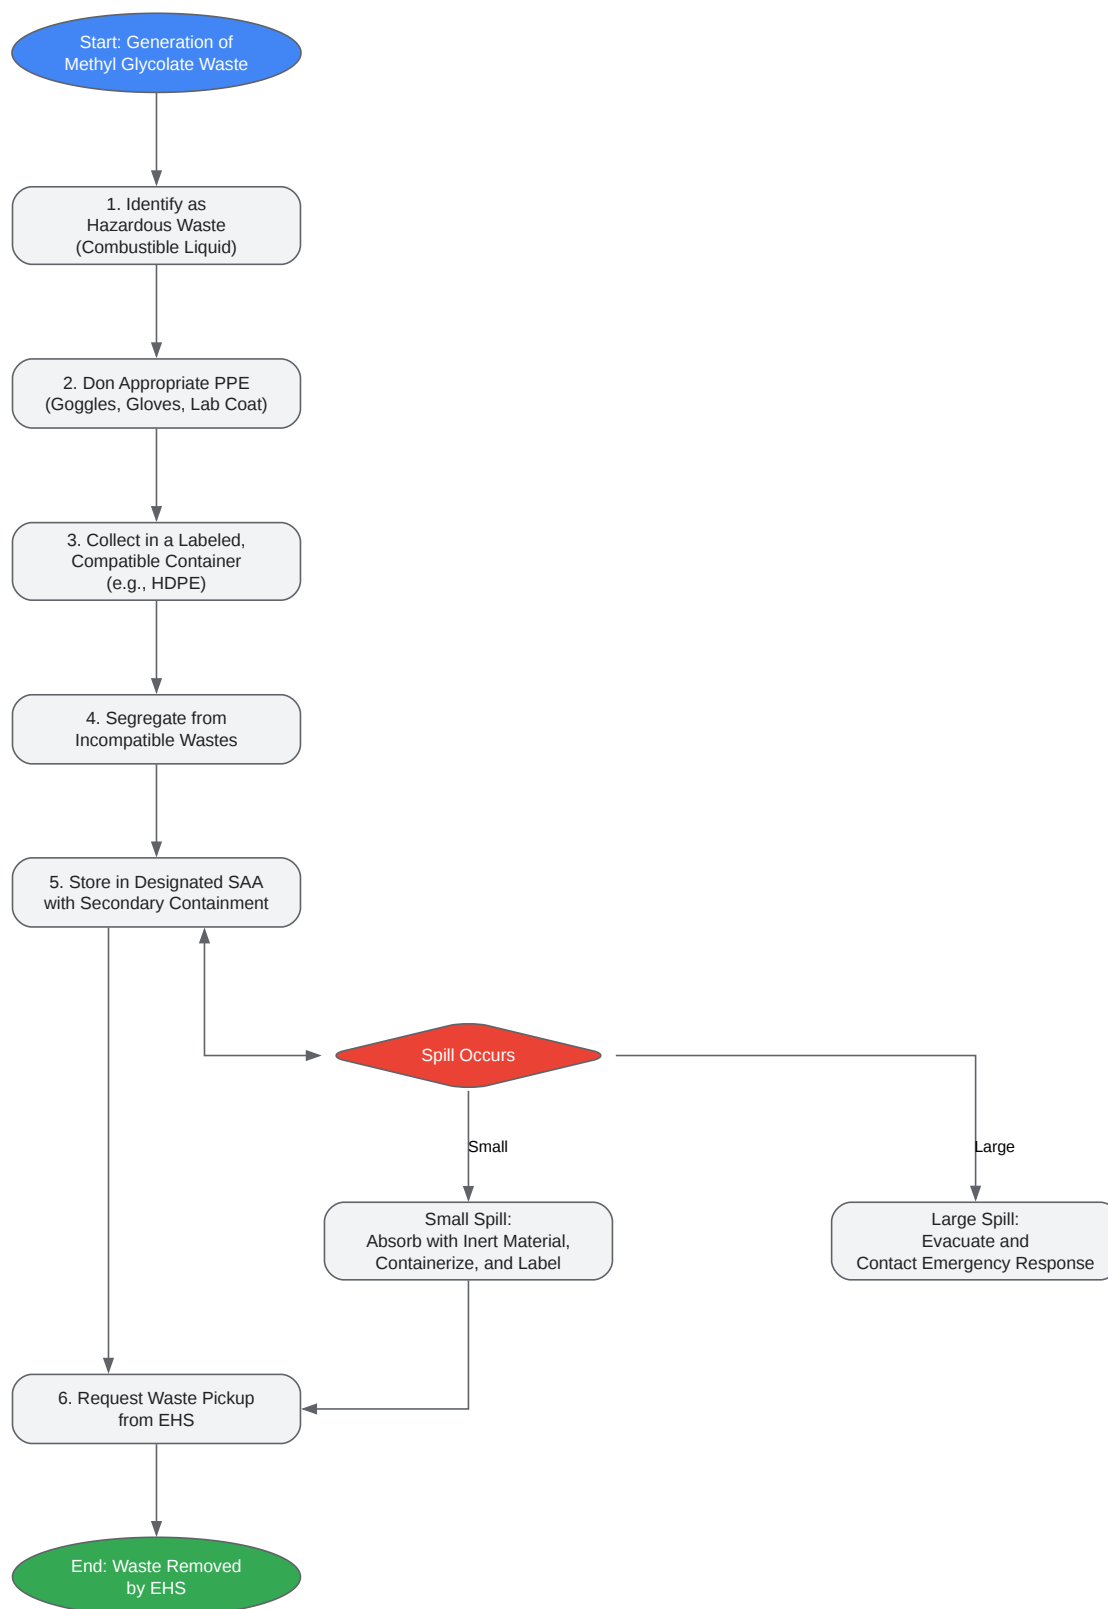 Start: Generation of
Methyl Glycolate Waste
1. Identify as
Hazardous Waste
(Combustible Liquid)
2. Don Appropriate PPE
(Goggles, Gloves, Lab Coat)
3. Collect in a Labeled,
Compatible Container
(e.g., HDPE)
4. Segregate from
Incompatible Wastes
5. Store in Designated SAA
with Secondary Containment
Spill Occurs
Small
Large
Small Spill:
Absorb with Inert Material,
Containerize, and Label
Large Spill:
Evacuate and
Contact Emergency Response
6. Request Waste Pickup
from EHS
End: Waste Removed
by EHS